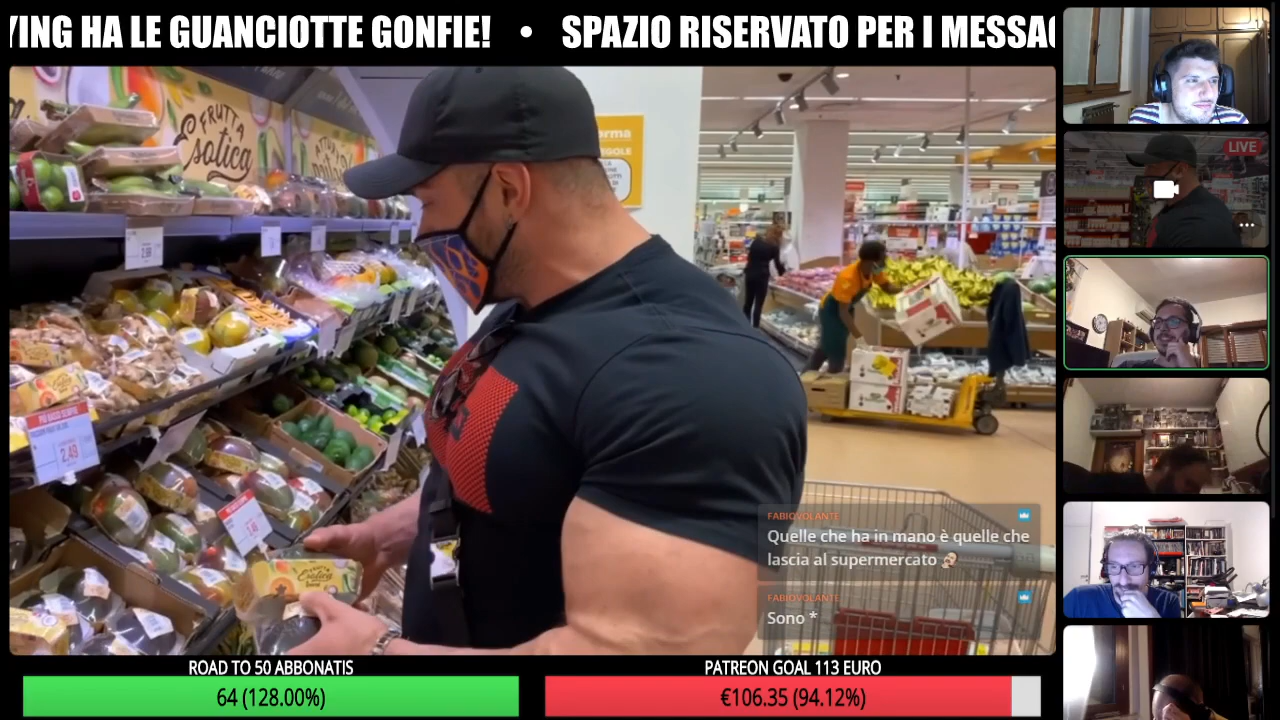 YING HA LE GUANCIOTTE GONFIE! • SPAZIO RISERVATO PER I MESSAG
LIVE
FRUTTA
Esotica
orma
2.49
FABIOVOLANTE
Quelle che ha in mano è quelle che
lascia al supermercato
FABIOVOLANTE
Sono *
Esotica
ROAD TO 50 ABBONATIS
64 (128.00%)
PATREON GOAL 113 EURO
€106.35 (94.12%)